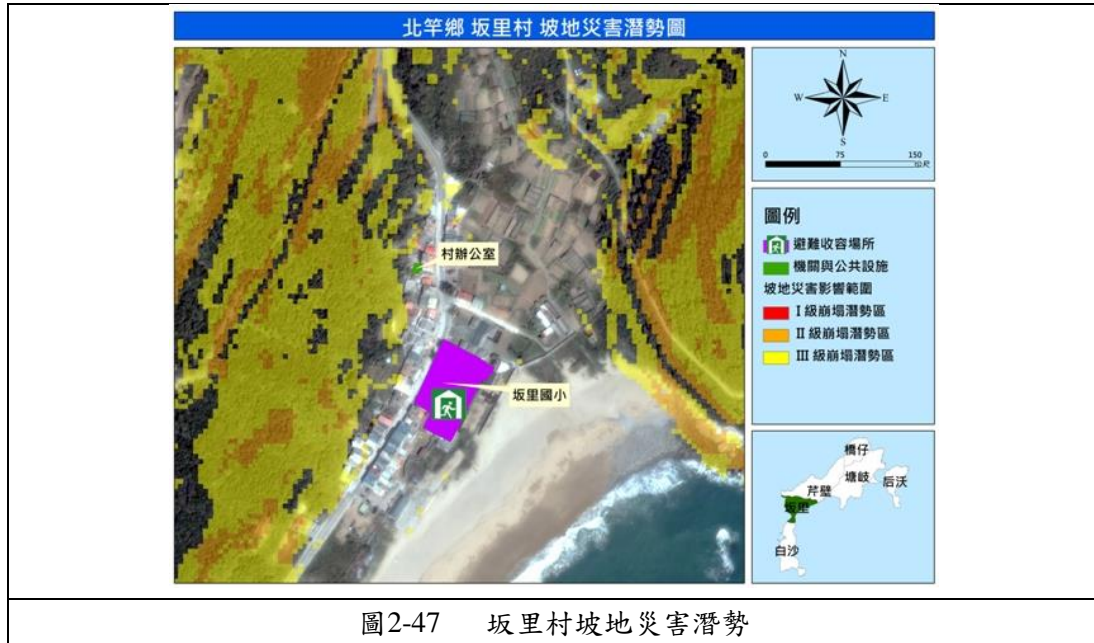 北竿鄉 坂里村 坡地災害潛勢圖
N
W
E
S
0
75
150
公尺
村辦公室
坂里國小
圖例
避難收容場所
機關與公共設施
坡地災害影響範圍
I 級崩塌潛勢區
II 級崩塌潛勢區
III 級崩塌潛勢區
橋仔
塘岐
后沃
芹壁
坂里
白沙
圖2-47 坂里村坡地災害潛勢